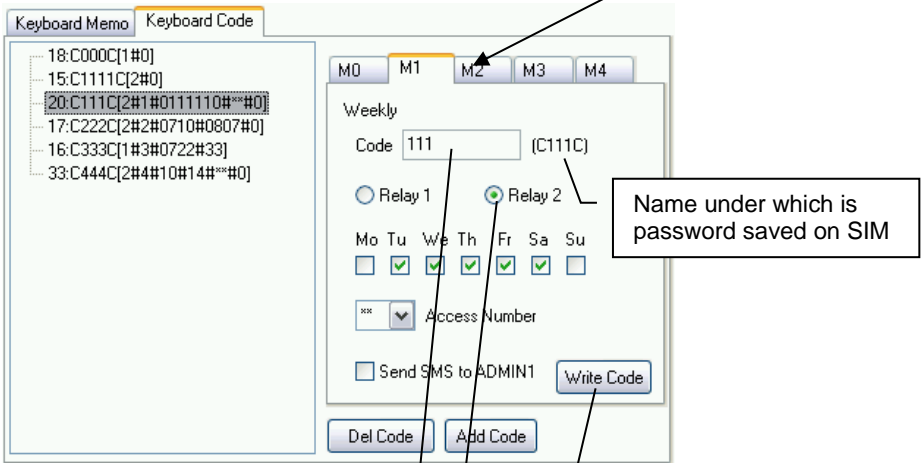 Keyboard Memo Keyboard Code
18:C000C[1#0]
15:C1111C[2#0]
20:C111C[2#1#0111110#**#0]
17:C222C[2#2#0710#0807#0]
16:C333C[1#3#0722#33]
33:C444C[2#4#10#14#**#0]
M0 M1 M2 M3 M4
Weekly
Code 111 (C111C)
Relay 1 Relay 2
Mo Tu We Th Fr Sa Su
** Access Number
Send SMS to ADMIN1 Write Code
Del Code Add Code
Name under which is
password saved on SIM